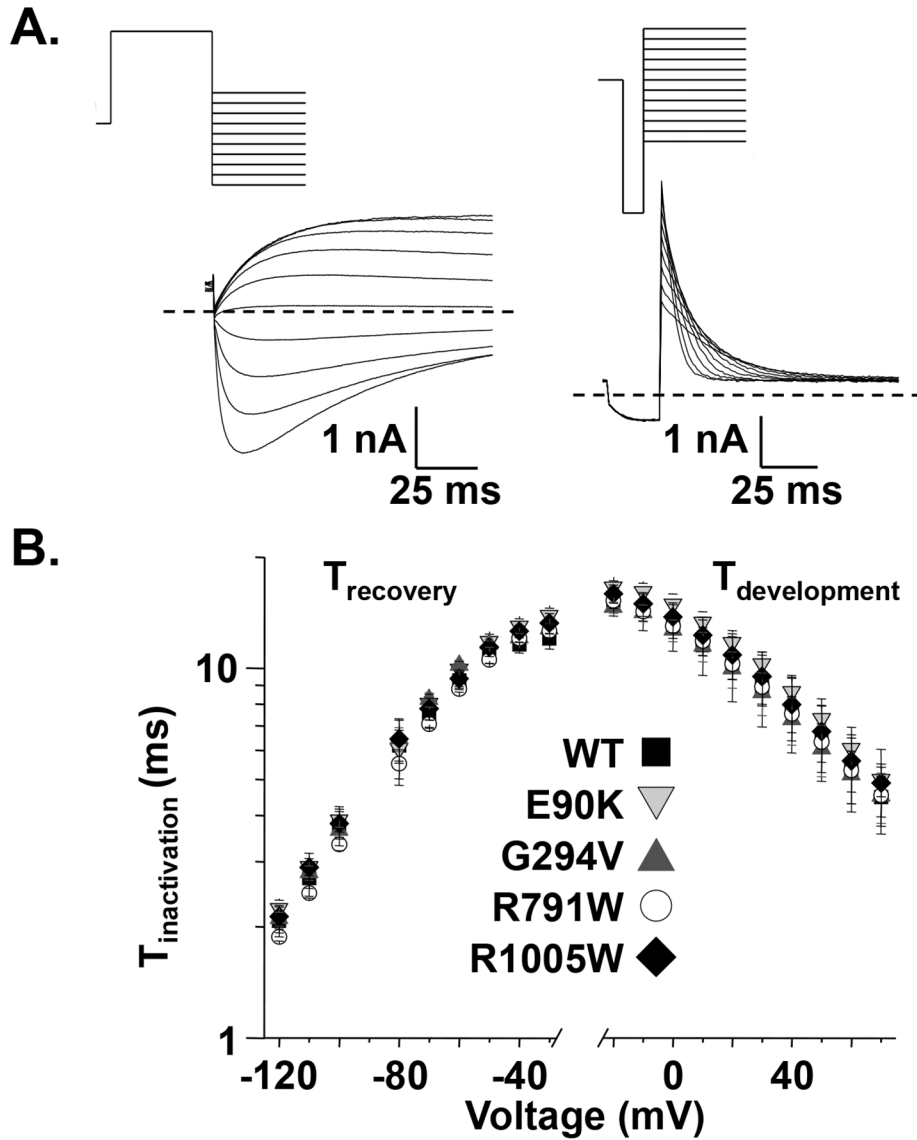 A.
1 nA
25 ms
1 nA
25 ms
B.
Trecovery
Tdevelopment
10
Tinactivation (ms)
WT
E90K
G294V
R791W
R1005W
1
-120 -80 -40 0 40
Voltage (mV)